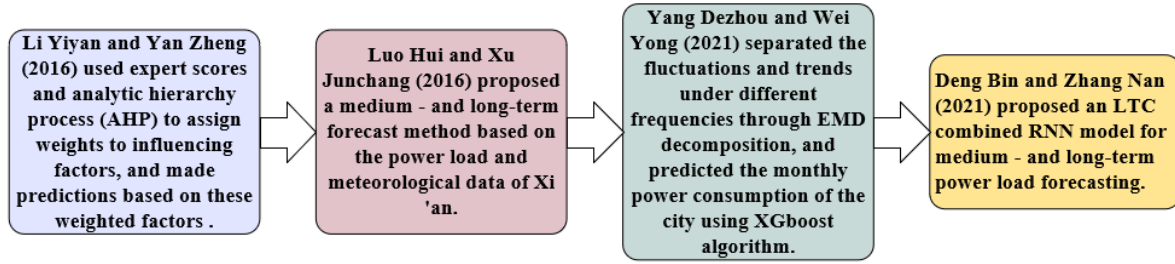 Li Yiyan and Yan Zheng
(2016) used expert scores
and analytic hierarchy
process (AHP) to assign
weights to influencing
factors, and made
predictions based on these
weighted factors .
Luo Hui and Xu
Junchang (2016) proposed
a medium - and long-term
forecast method based on
the power load and
meteorological data of Xi
'an.
Yang Dezhou and Wei
Yong (2021) separated the
fluctuations and trends
under different
frequencies through EMD
decomposition, and
predicted the monthly
power consumption of the
city using XGboost
algorithm.
Deng Bin and Zhang Nan
(2021) proposed an LTC
combined RNN model for
medium - and long-term
power load forecasting.